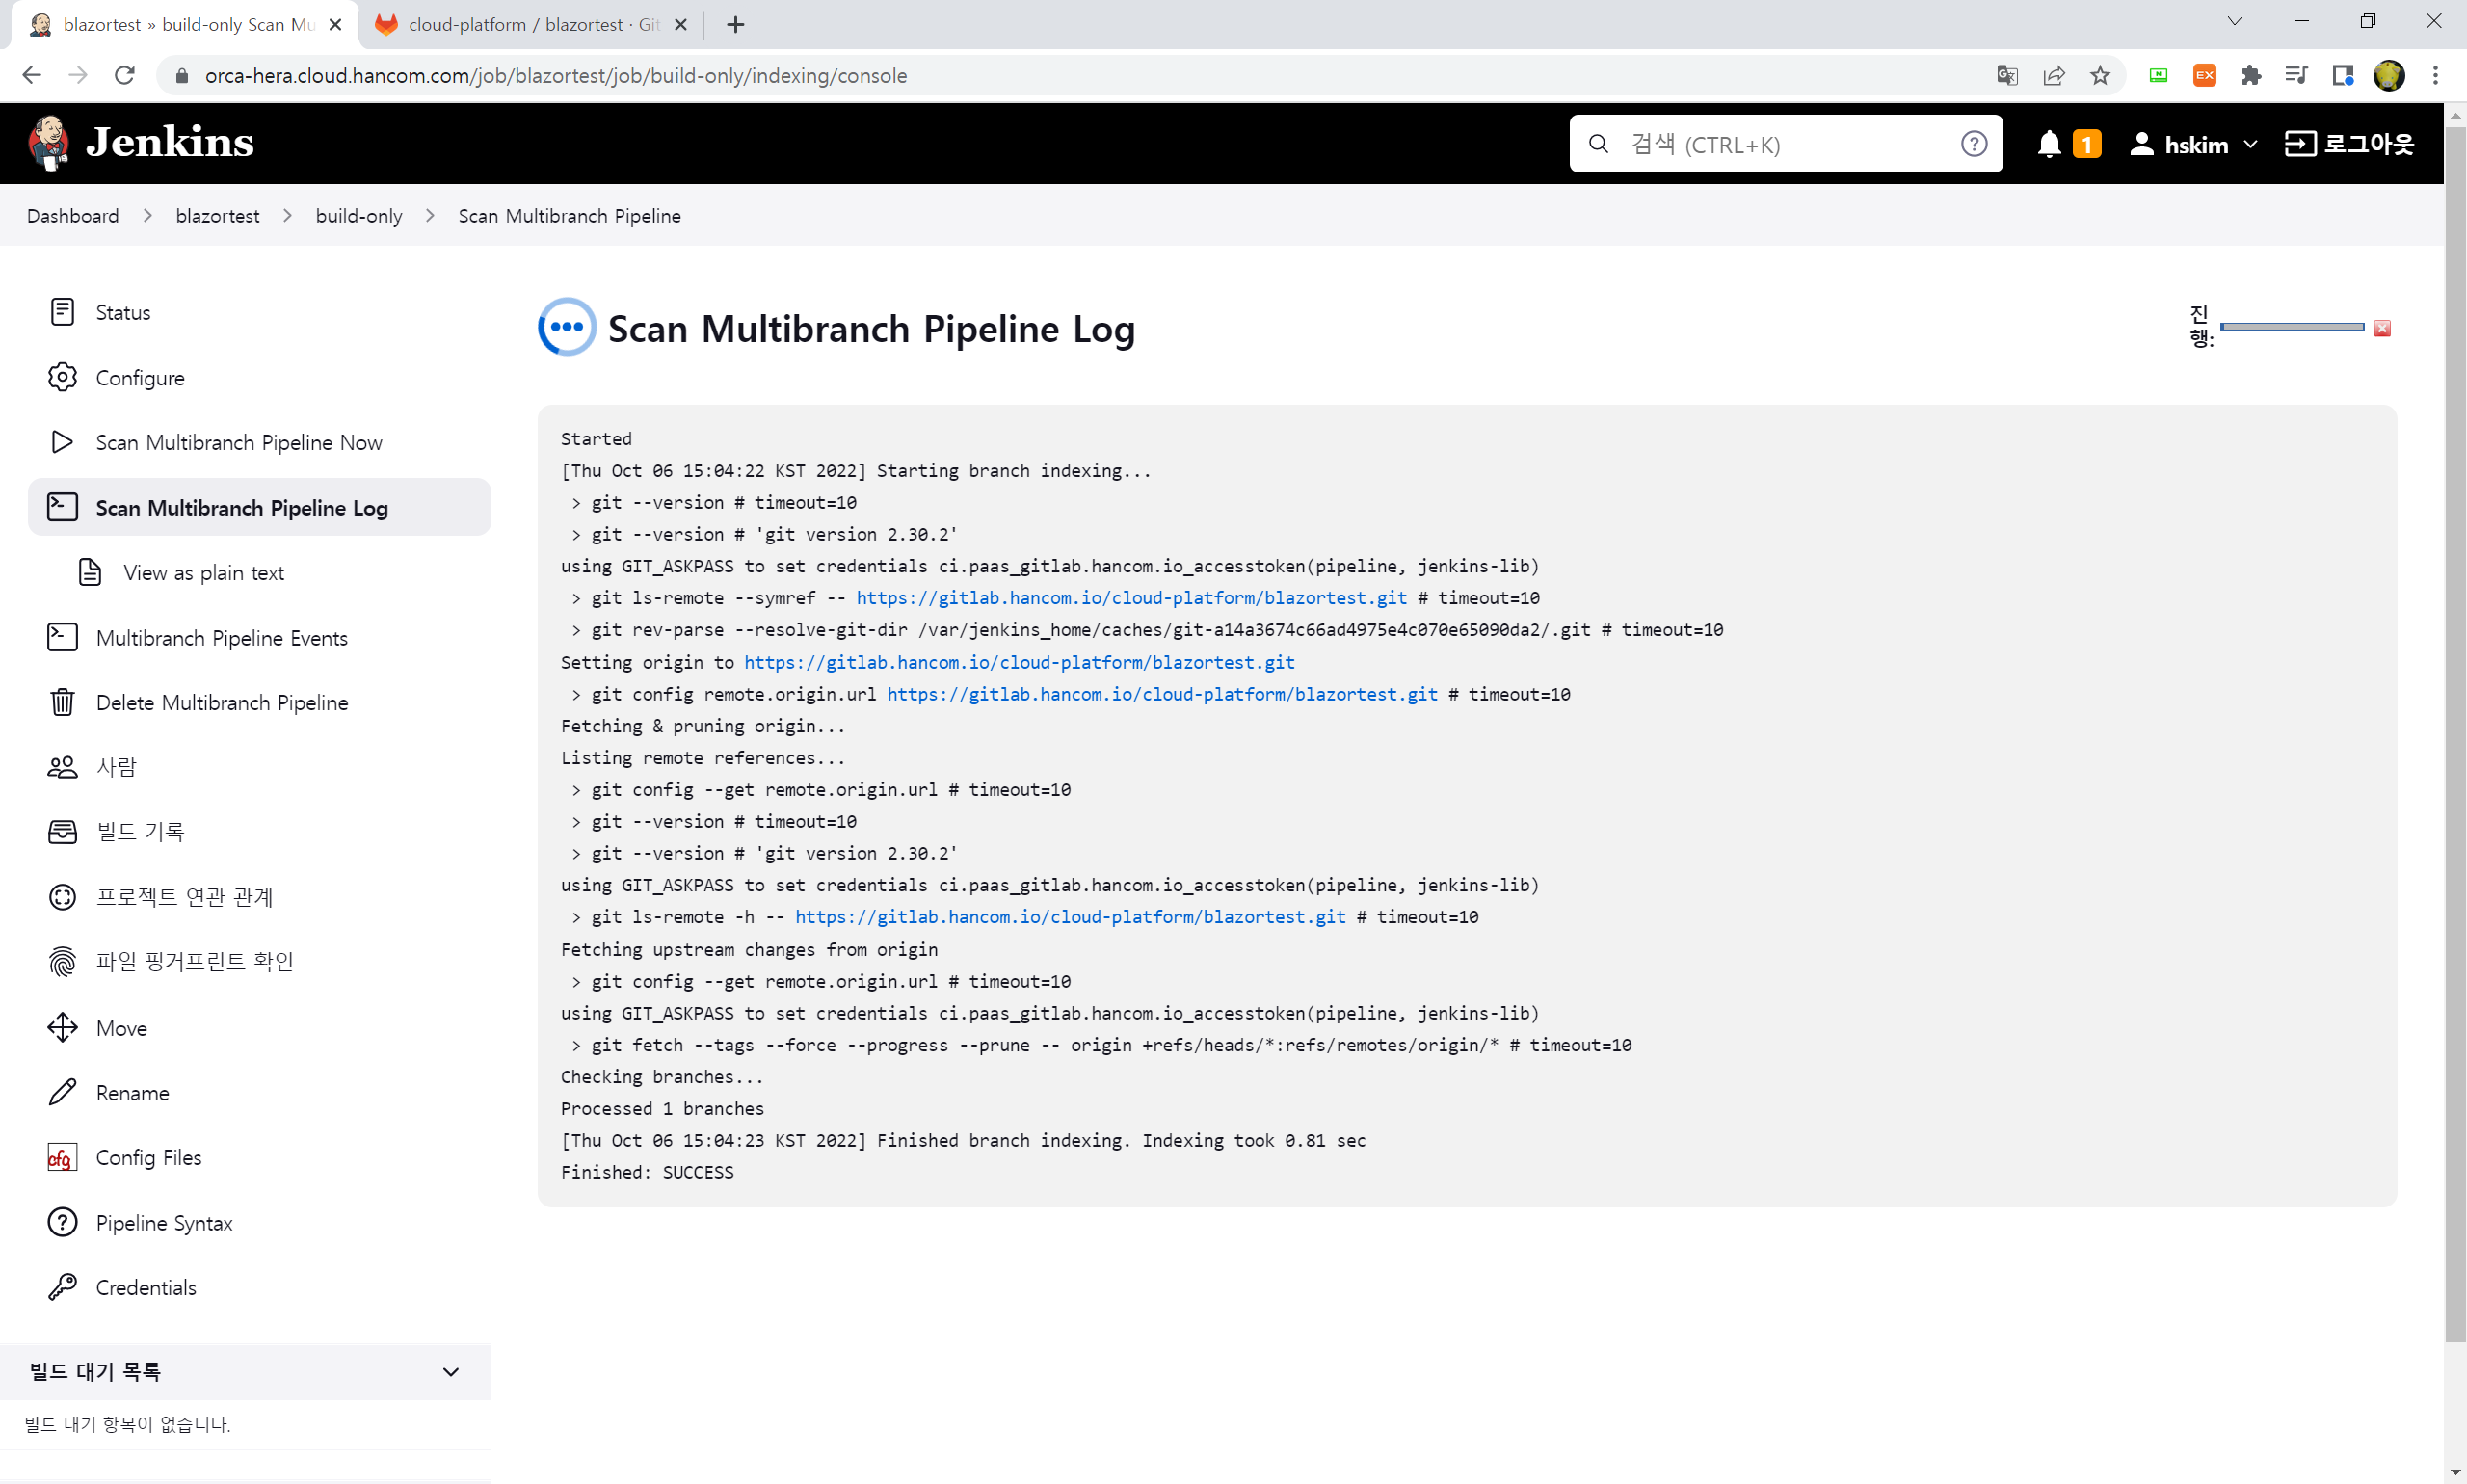 blazortest » build-only Scan Mu
cloud-platform / blazortest · Git
orca-hera.cloud.hancom.com/job/blazortest/job/build-only/indexing/console
EX
Jenkins
검색 (CTRL+K)
1
hskim
로그아웃
Dashboard
blazortest
build-only
Scan Multibranch Pipeline
Status
Configure
Scan Multibranch Pipeline Now
Scan Multibranch Pipeline Log
View as plain text
Multibranch Pipeline Events
Delete Multibranch Pipeline
사람
빌드 기록
프로젝트 연관 관계
파일 핑거프린트 확인
Move
Rename
cfg
Config Files
Pipeline Syntax
Credentials
빌드 대기 목록
빌드 대기 항목이 없습니다.
Scan Multibranch Pipeline Log
진
행:
Started
[Thu Oct 06 15:04:22 KST 2022] Starting branch indexing...
> git --version # timeout=10
> git --version # 'git version 2.30.2'
using GIT_ASKPASS to set credentials ci.paas_gitlab.hancom.io_accesstoken(pipeline, jenkins-lib)
> git ls-remote --symref -- https://gitlab.hancom.io/cloud-platform/blazortest.git # timeout=10
> git rev-parse --resolve-git-dir /var/jenkins_home/caches/git-a14a3674c66ad4975e4c070e65090da2/.git # timeout=10
Setting origin to https://gitlab.hancom.io/cloud-platform/blazortest.git
> git config remote.origin.url https://gitlab.hancom.io/cloud-platform/blazortest.git # timeout=10
Fetching & pruning origin...
Listing remote references...
> git config --get remote.origin.url # timeout=10
> git --version # timeout=10
> git --version # 'git version 2.30.2'
using GIT_ASKPASS to set credentials ci.paas_gitlab.hancom.io_accesstoken(pipeline, jenkins-lib)
> git ls-remote -h -- https://gitlab.hancom.io/cloud-platform/blazortest.git # timeout=10
Fetching upstream changes from origin
> git config --get remote.origin.url # timeout=10
using GIT_ASKPASS to set credentials ci.paas_gitlab.hancom.io_accesstoken(pipeline, jenkins-lib)
> git fetch --tags --force --progress --prune -- origin +refs/heads/*:refs/remotes/origin/* # timeout=10
Checking branches...
Processed 1 branches
[Thu Oct 06 15:04:23 KST 2022] Finished branch indexing. Indexing took 0.81 sec
Finished: SUCCESS